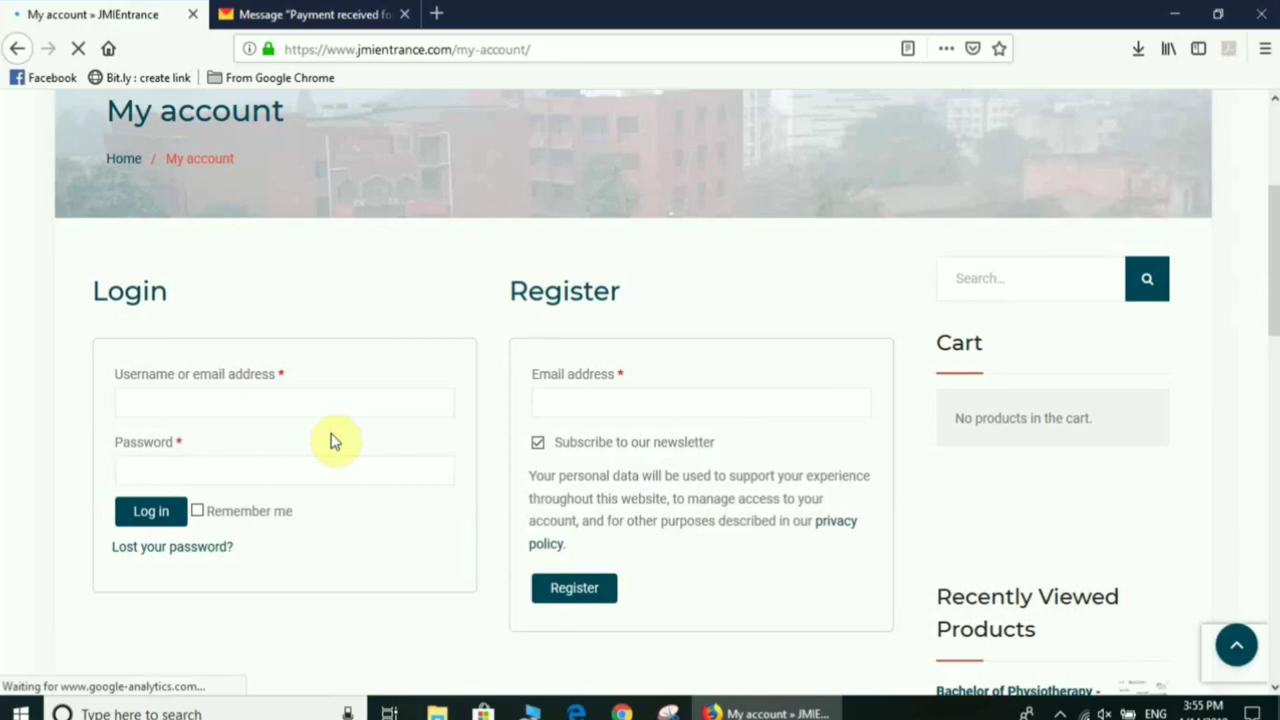 My account » JMIEntrance
Message "Payment received fo
https://www.jmientrance.com/my-account/
Facebook
Bit.ly : create link
From Google Chrome
My account
Home / My account
Login
Username or email address *
Password *
Log in
Remember me
Lost your password?
Register
Email address *
Subscribe to our newsletter
Your personal data will be used to support your experience
throughout this website, to manage access to your
account, and for other purposes described in our privacy
policy.
Register
Search...
Cart
No products in the cart.
Recently Viewed
Products
Bachelor of Physiotherapy -
Waiting for www.google-analytics.com...
Type here to search
My account » JMIE...
ENG
3:55 PM